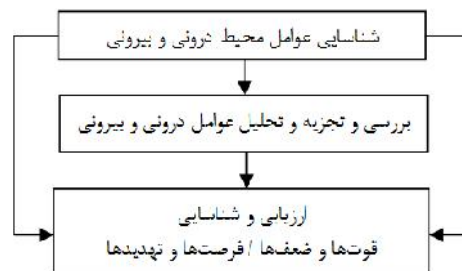 شناسایی عوامل محیط درونی و بیرونی
بررسی و تجزیه و تحلیل عوامل درونی و بیرونی
ارزیابی و شناسایی
قوت‌ها و ضعف‌ها / فرصت‌ها و تهدیدها